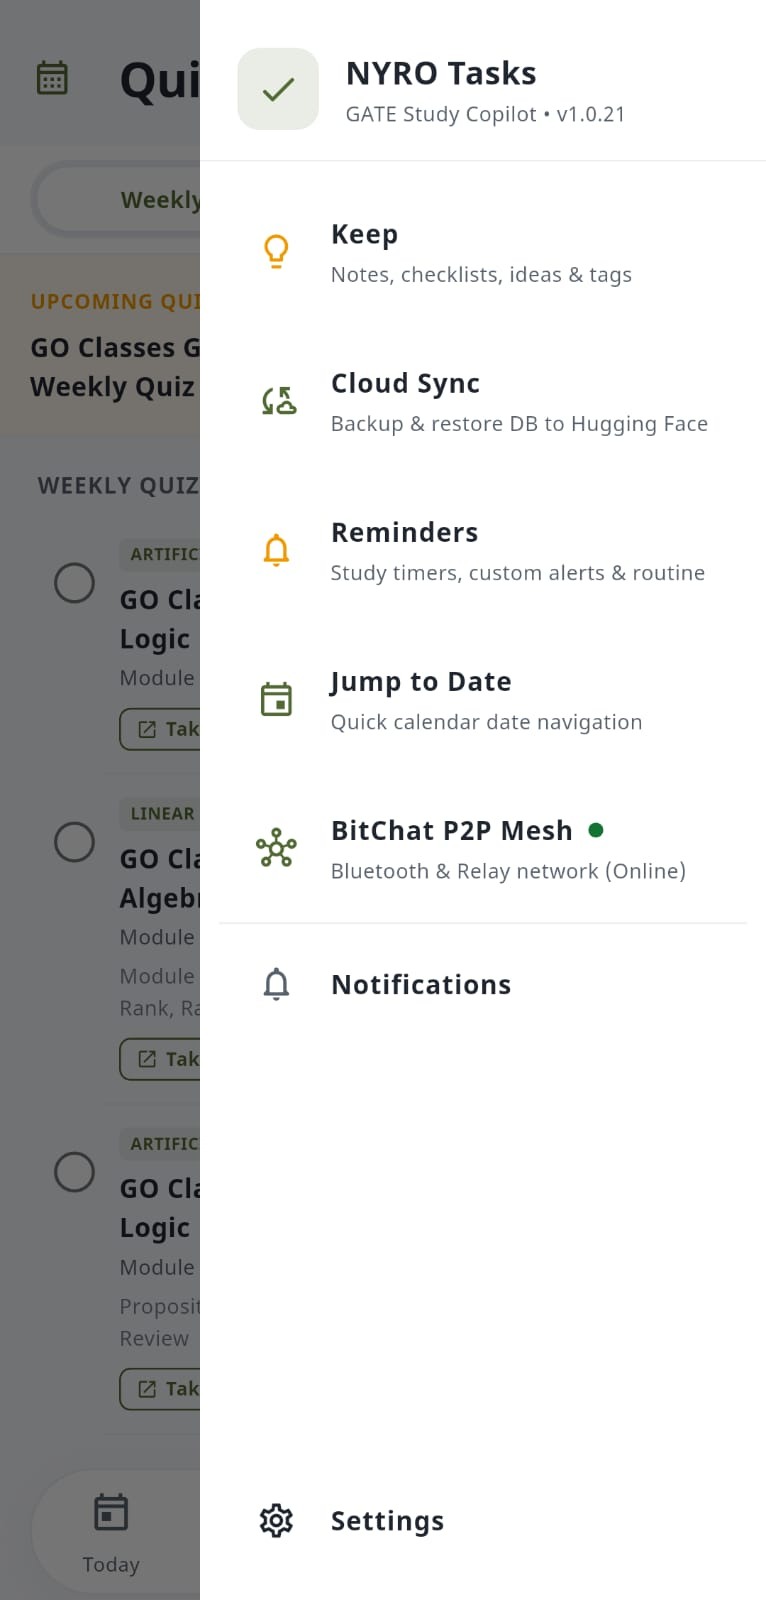 NYRO Tasks
GATE Study Copilot • v1.0.21
Keep
Notes, checklists, ideas & tags
Cloud Sync
Backup & restore DB to Hugging Face
Reminders
Study timers, custom alerts & routine
Jump to Date
Quick calendar date navigation
BitChat P2P Mesh
Bluetooth & Relay network (Online)
Notifications
Settings
Qui
Weekly
UPCOMING QUI
GO Classes G
Weekly Quiz
WEEKLY QUIZ
ARTIFIC
GO Cla
Logic
Module
Tak
LINEAR
GO Cla
Algebr
Module
Module
Rank, Ra
Tak
ARTIFIC
GO Cla
Logic
Module
Proposit
Review
Tak
Today